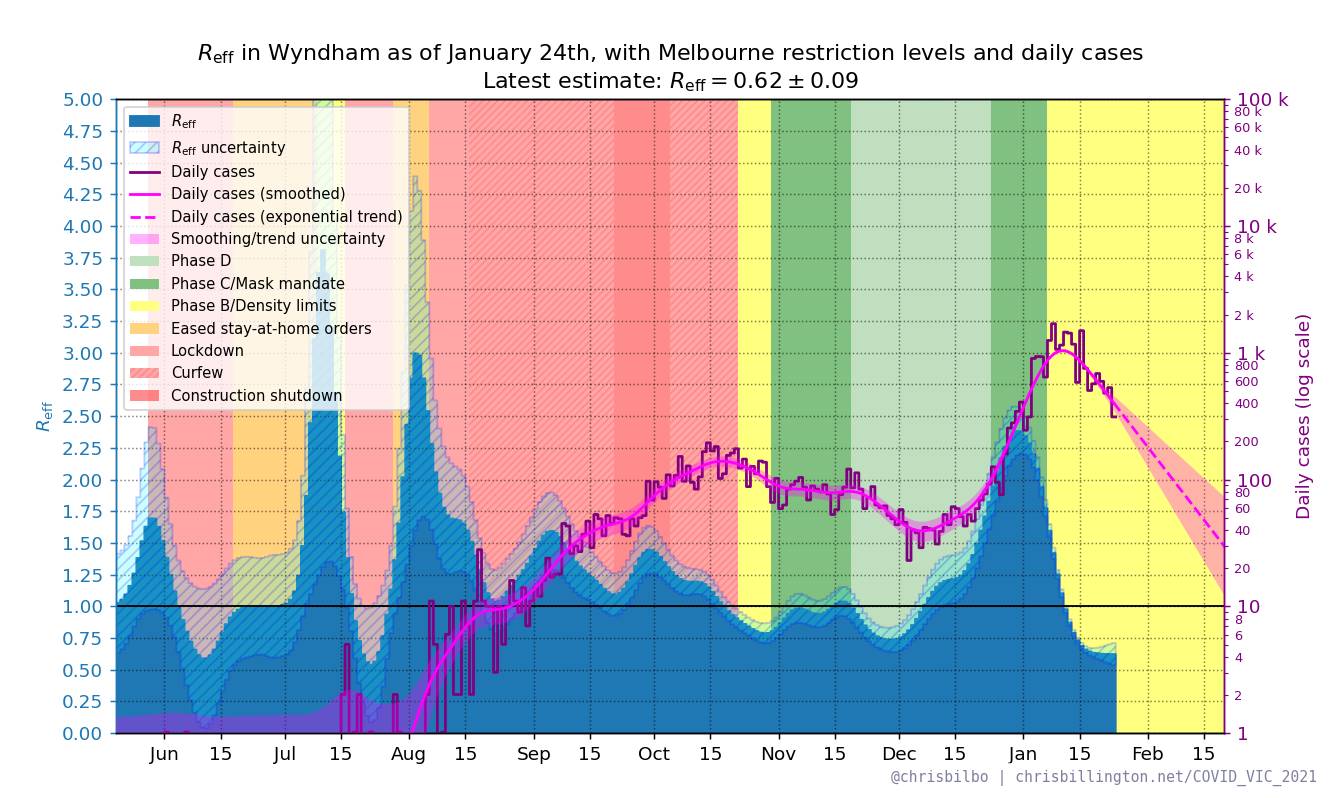 Reff in Wyndham as of January 24th, with Melbourne restriction levels and daily cases
Latest estimate: Reff = 0.62 ± 0.09
Reff
5.00
4.75
4.50
4.25
4.00
3.75
3.50
3.25
3.00
2.75
2.50
2.25
2.00
1.75
1.50
1.25
1.00
0.75
0.50
0.25
0.00
Reff
Reff uncertainty
Daily cases
Daily cases (smoothed)
Daily cases (exponential trend)
Smoothing/trend uncertainty
Phase D
Phase C/Mask mandate
Phase B/Density limits
Eased stay-at-home orders
Lockdown
Curfew
Construction shutdown
100 k
80 k
60 k
40 k
20 k
10 k
8 k
6 k
4 k
2 k
1 k
800
600
400
200
100
80
60
40
20
10
8
6
4
2
1
Daily cases (log scale)
Jun 15 Jul 15 Aug 15 Sep 15 Oct 15 Nov 15 Dec 15 Jan 15 Feb 15
@chrisbilbo | chrisbillington.net/COVID_VIC_2021